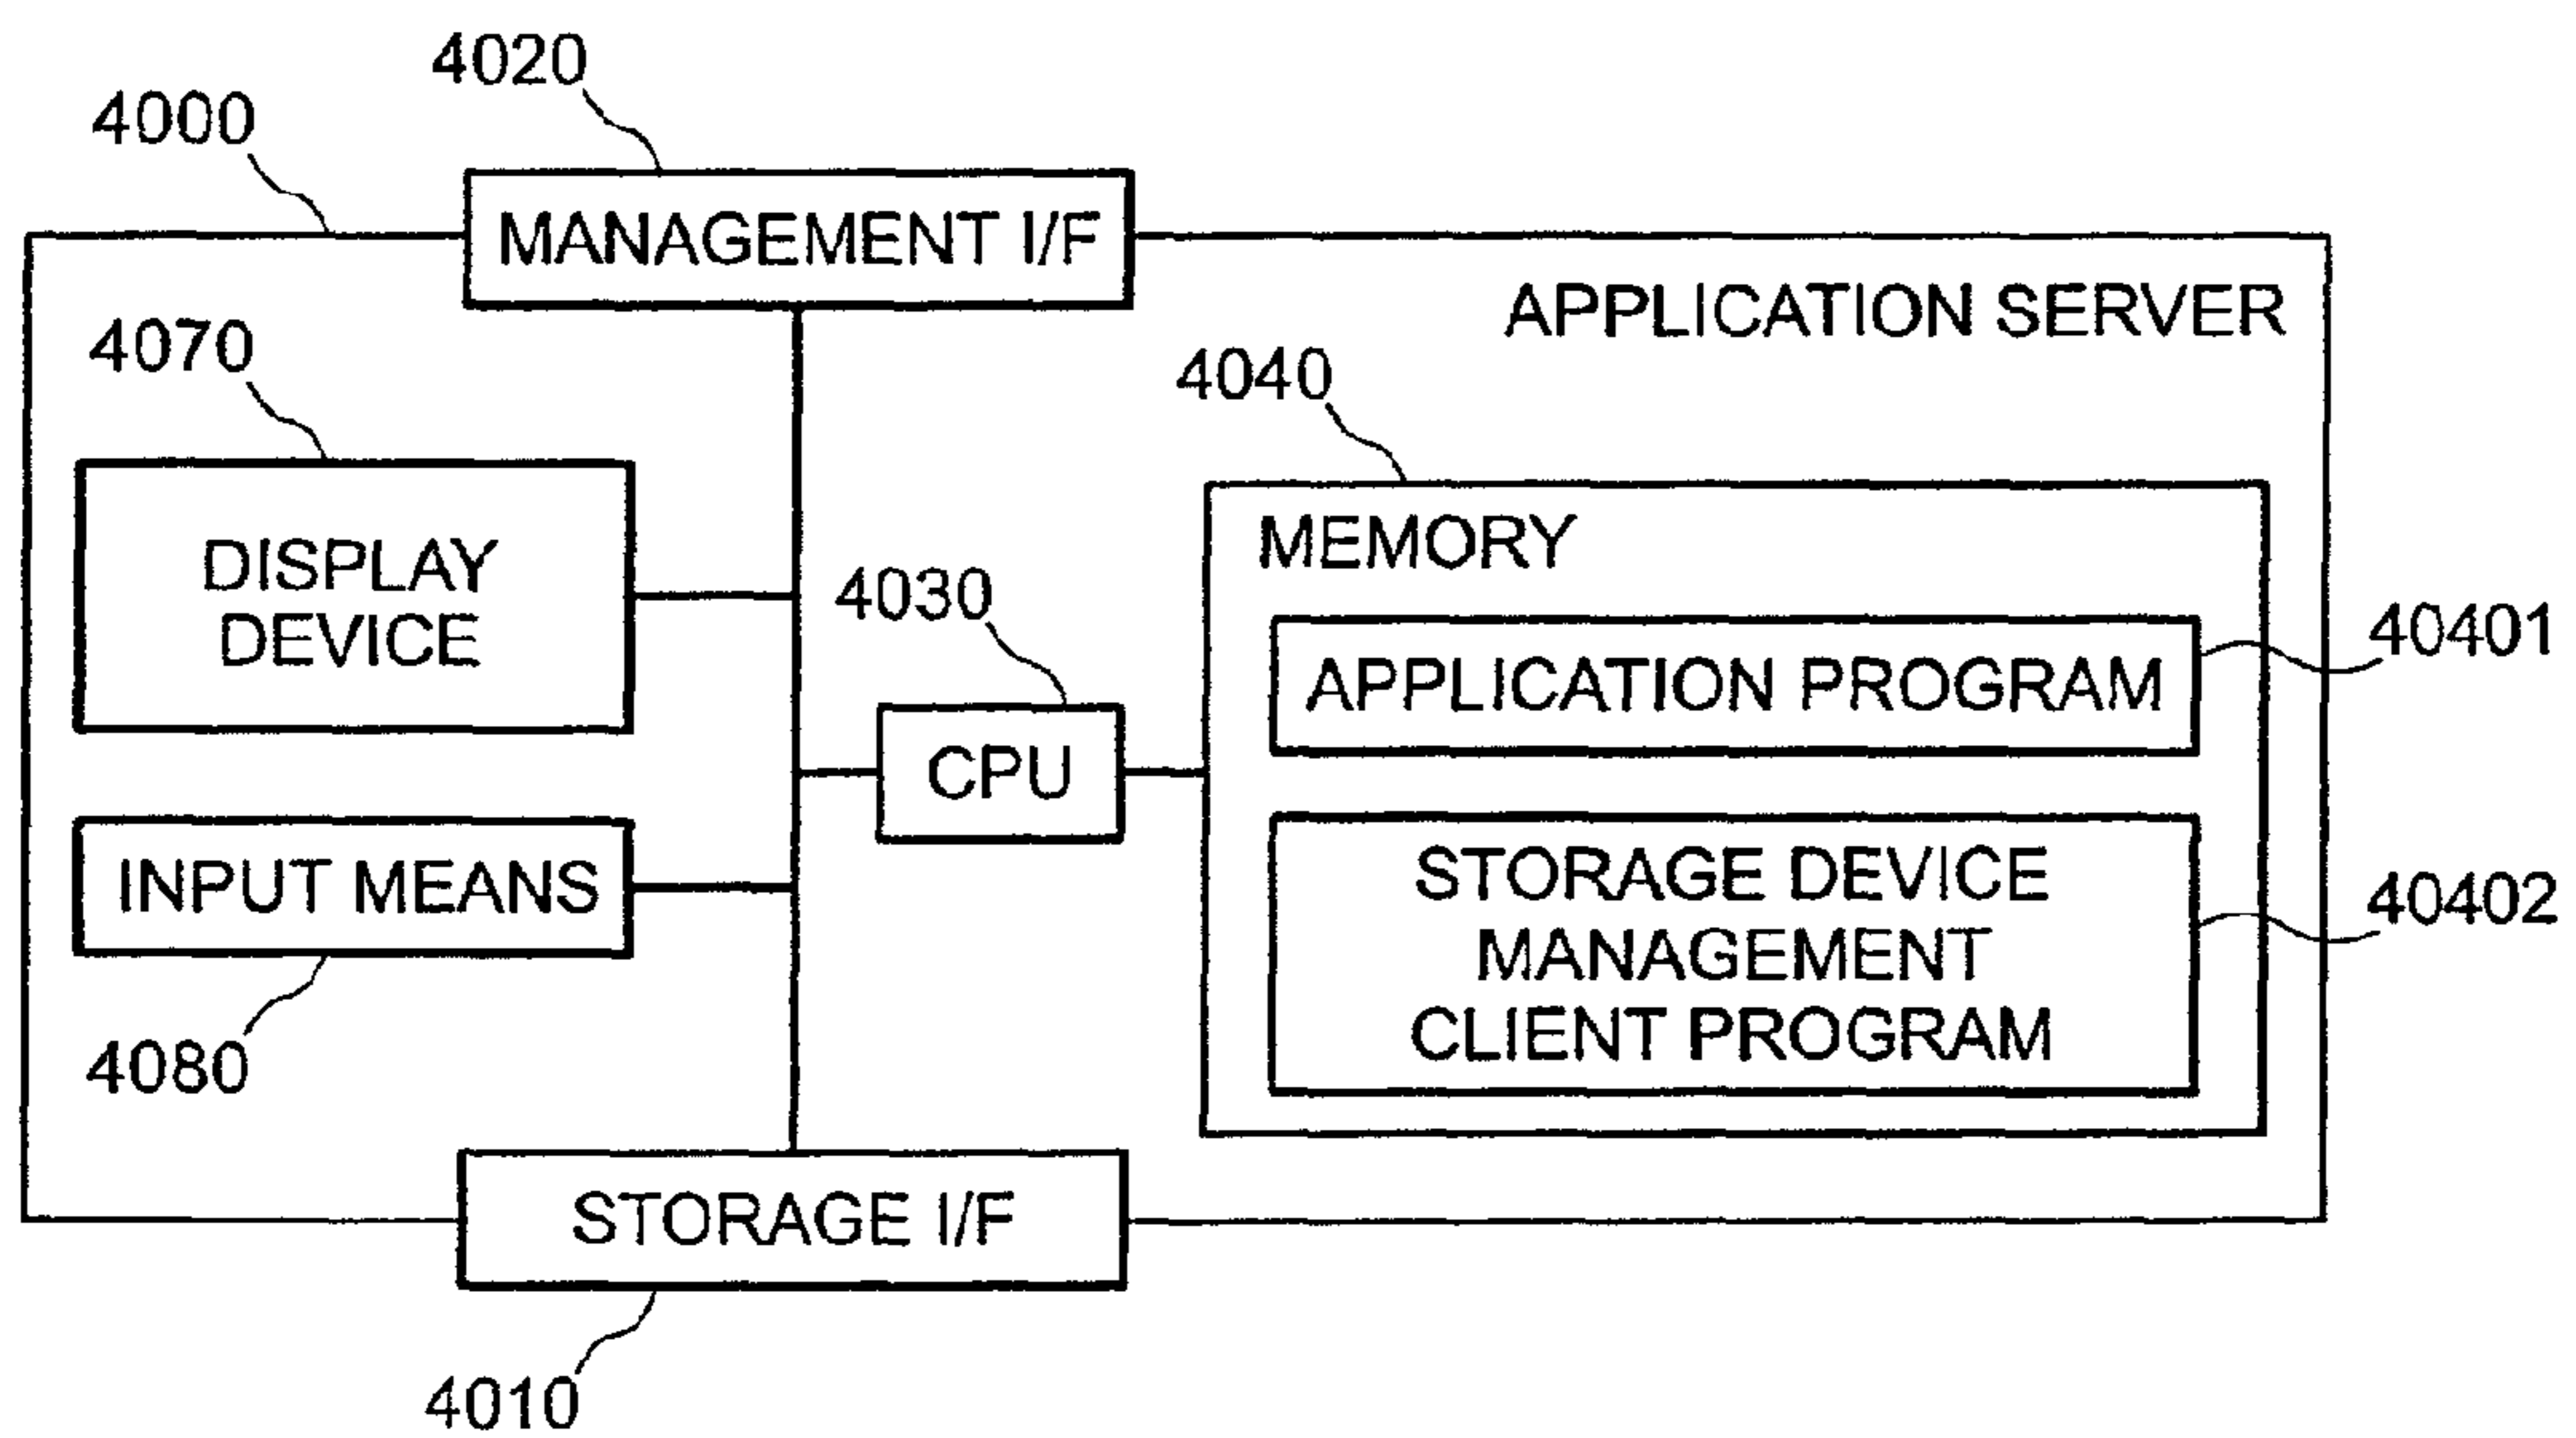 4020
4000
MANAGEMENT I/F
APPLICATION SERVER
4070
4040
DISPLAY
DEVICE
MEMORY
4030
40401
APPLICATION PROGRAM
CPU
INPUT MEANS
STORAGE DEVICE
MANAGEMENT
CLIENT PROGRAM
40402
4080
STORAGE I/F
4010